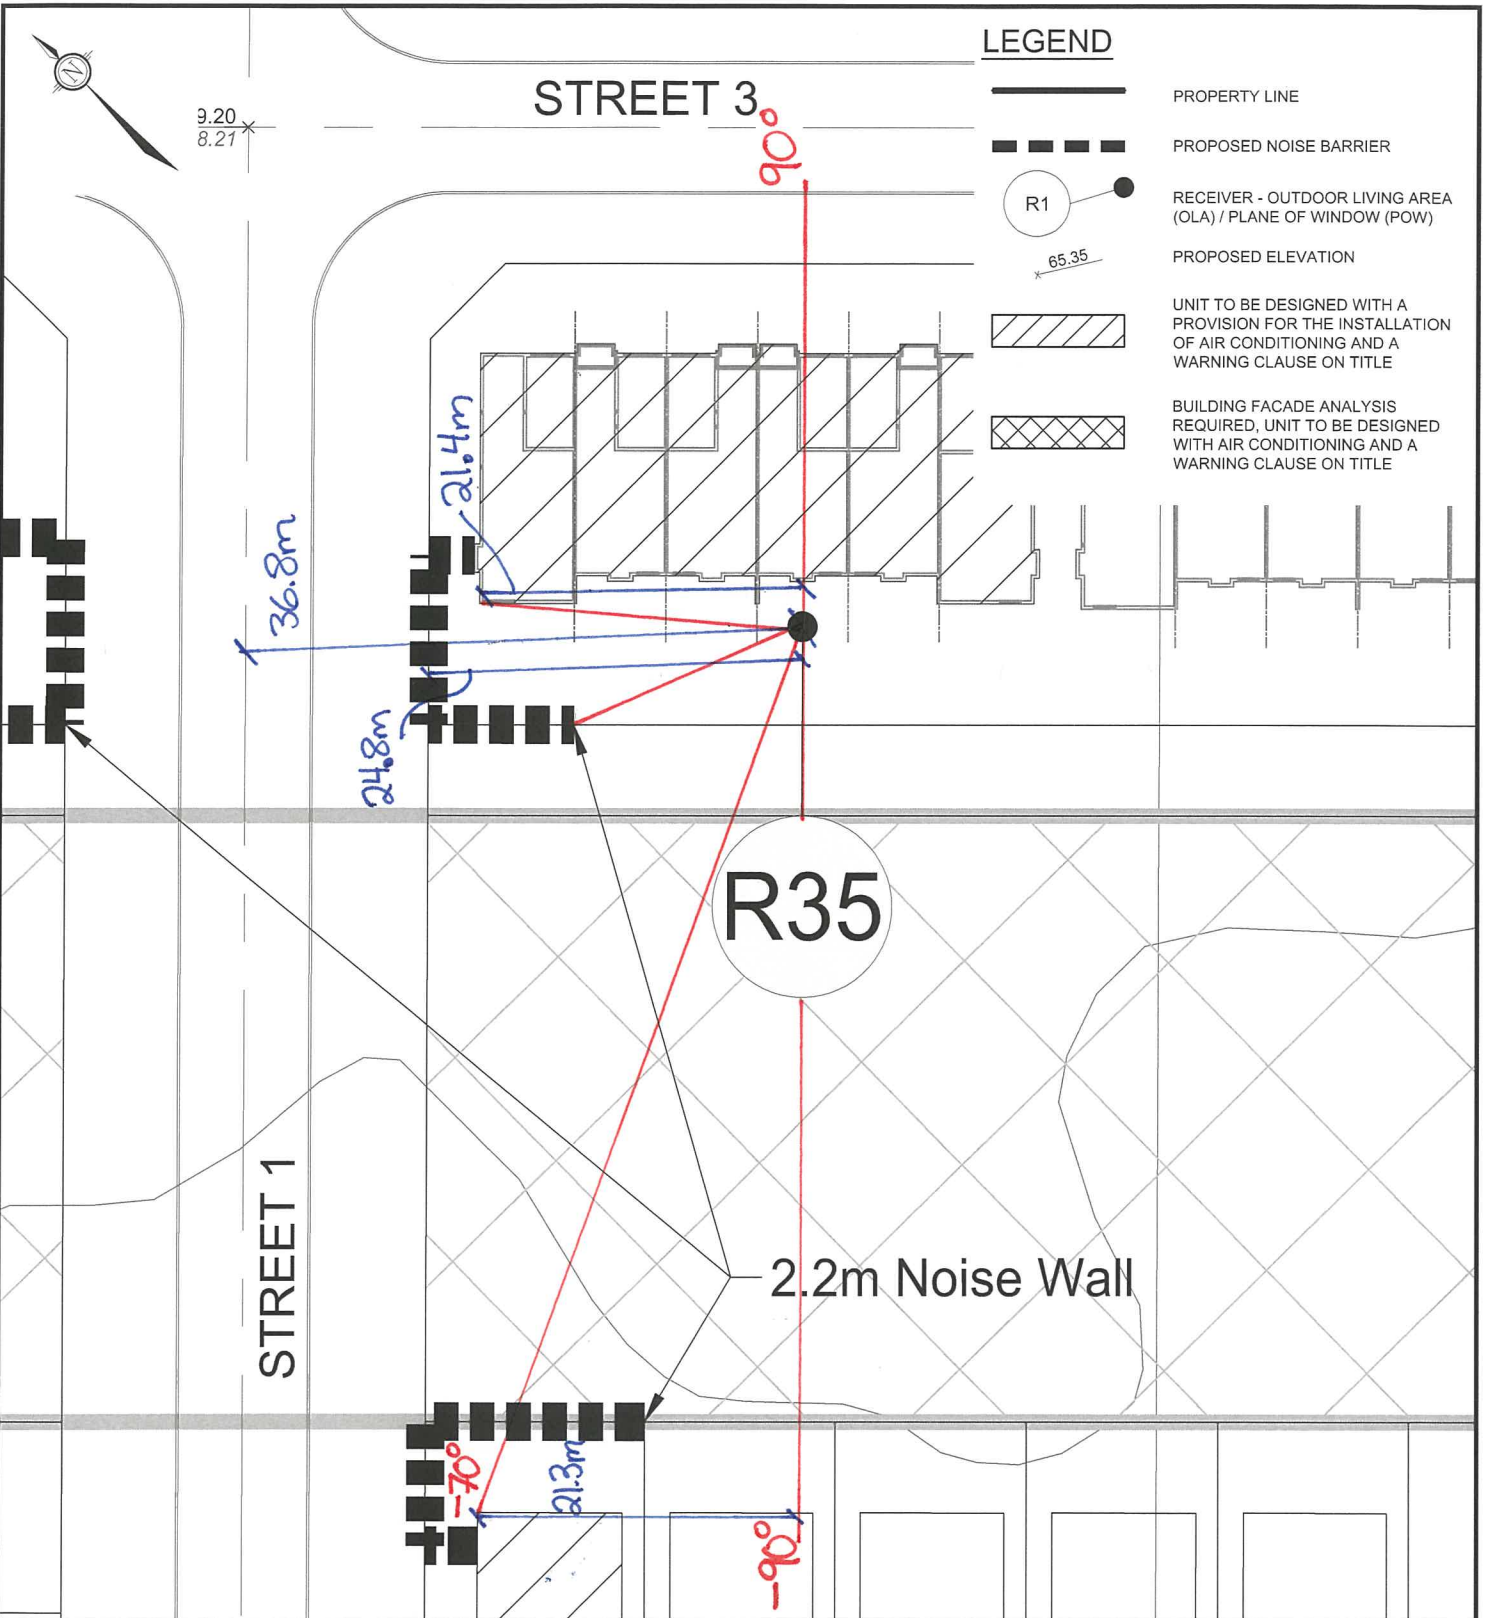 N
9.20
8.21
STREET 3
90°
LEGEND
PROPERTY LINE
PROPOSED NOISE BARRIER
R1
RECEIVER - OUTDOOR LIVING AREA
(OLA) / PLANE OF WINDOW (POW)
65.35
PROPOSED ELEVATION
UNIT TO BE DESIGNED WITH A
PROVISION FOR THE INSTALLATION
OF AIR CONDITIONING AND A
WARNING CLAUSE ON TITLE
BUILDING FACADE ANALYSIS
REQUIRED, UNIT TO BE DESIGNED
WITH AIR CONDITIONING AND A
WARNING CLAUSE ON TITLE
21.4m
36.8m
24.8m
R35
STREET 1
2.2m Noise Wall
-70°
21.3m
-90°